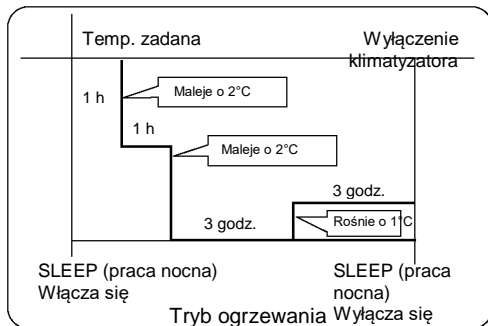 Temp. zadana
Wyłączenie
klimatyzatora
1 h
Maleje o 2°C
1 h
Maleje o 2°C
3 godz.
3 godz.
Rośnie o 1°C
SLEEP (praca nocna)
Włącza się
SLEEP (praca
nocna)
Wyłącza się
Tryb ogrzewania